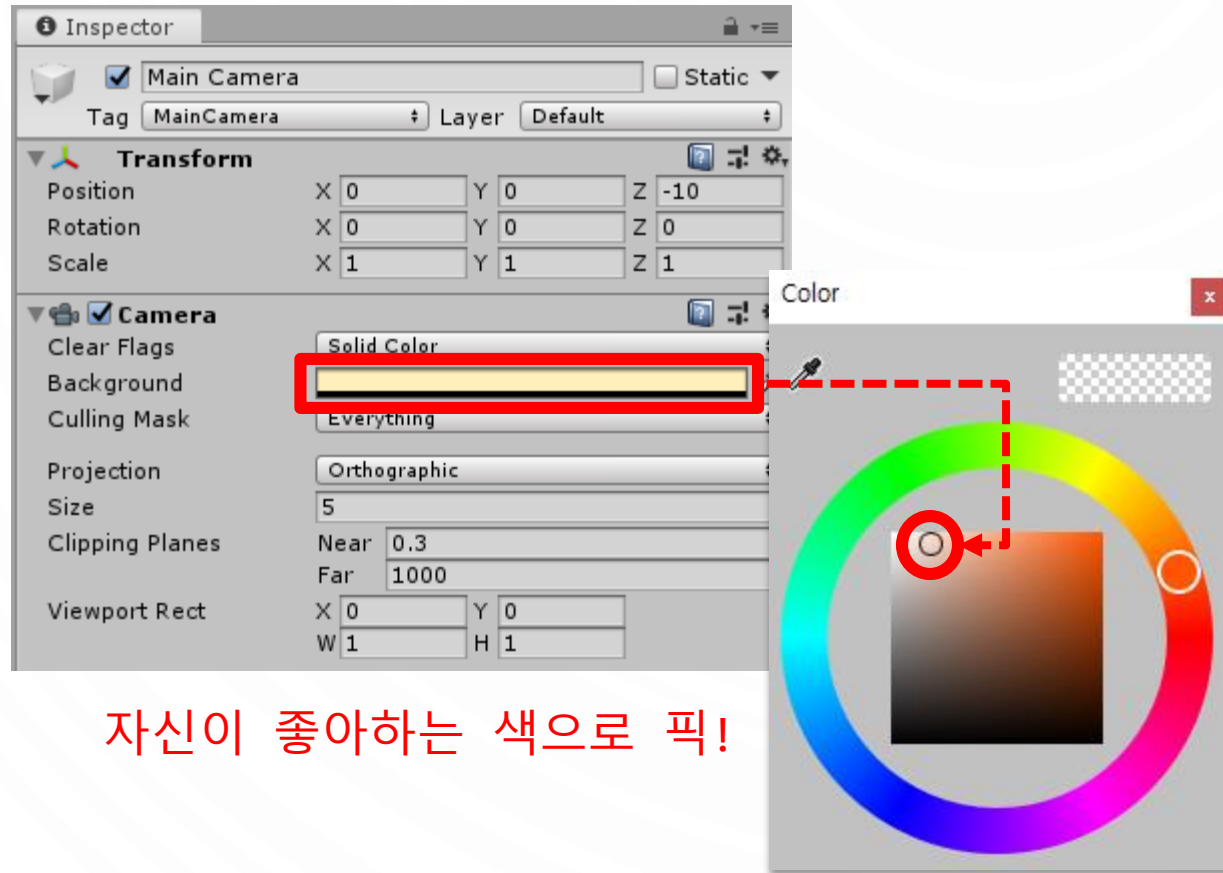 Inspector
Main Camera Static
Tag MainCamera Layer Default
Transform
Position X 0 Y 0 Z -10
Rotation X 0 Y 0 Z 0
Scale X 1 Y 1 Z 1
Camera
Clear Flags Solid Color
Background
Culling Mask Everything
Projection Orthographic
Size 5
Clipping Planes Near 0.3
Far 1000
Viewport Rect X 0 Y 0
W 1 H 1
Color x
자신이 좋아하는 색으로 픽!